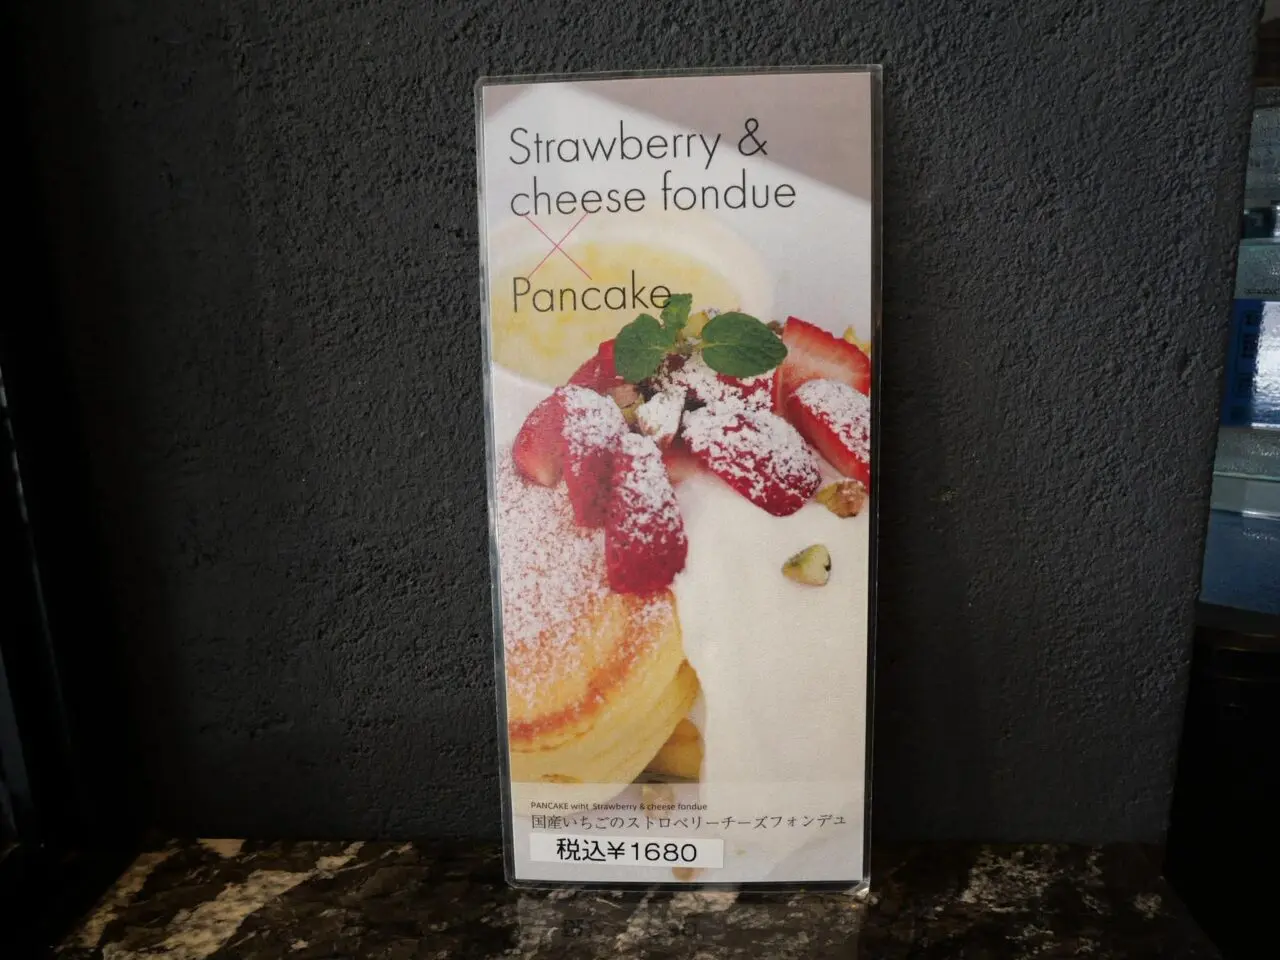 Strawberry &
cheese fondue
×
Pancake
PANCAKE wiht Strawberry & cheese fondue
国産いちごのストロベリーチーズフォンデュ
税込¥1680